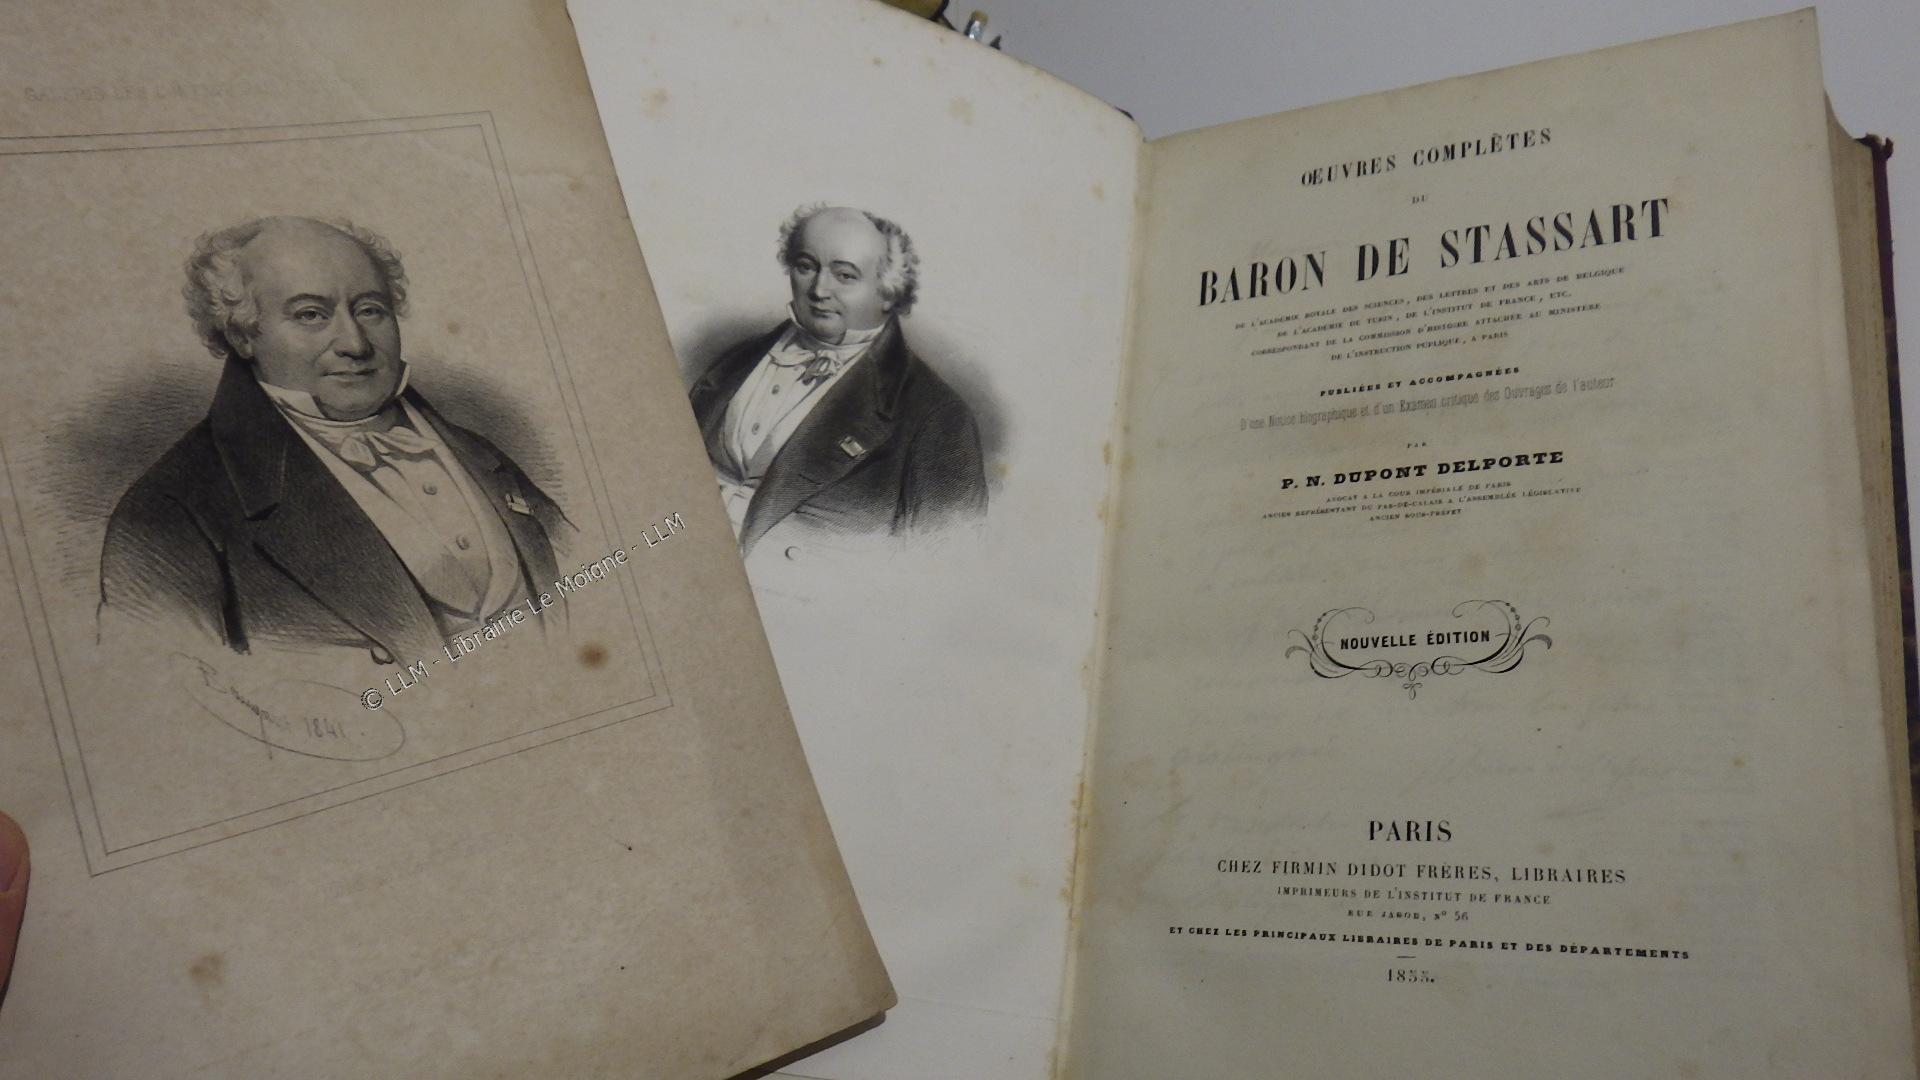 1841.
© LLM - Librairie Le Moigne - LLM
ŒUVRES COMPLÈTES
DU
BARON DE STASSART
DE L'ACADÉMIE ROYALE DES SCIENCES, DES LETTRES ET DES ARTS DE BELGIQUE
DE L'ACADÉMIE DE TURIN, DE L'INSTITUT DE FRANCE, ETC.
CORRESPONDANT DE LA COMMISSION D'HISTOIRE ATTACHÉE AU MINISTÈRE
DE L'INSTRUCTION PUPLIQUE, A PARIS
PUBLIÉES ET ACCOMPAGNÉES
D'une Notice biographique et d'un Examen critique des Ouvrages de l'auteur
PAR
P. N. DUPONT DELPORTE
AVOCAT A LA COUR IMPÉRIALE DE PARIS
ANCIEN REPRÉSENTANT DU PAS-DE-CALAIS A L'ASSEMBLÉE LÉGISLATIVE
ANCIEN SOUS-PRÉFET
NOUVELLE ÉDITION
PARIS
CHEZ FIRMIN DIDOT FRÈRES, LIBRAIRES
IMPRIMEURS DE L'INSTITUT DE FRANCE
RUE JACOB, Nº 56
ET CHEZ LES PRINCIPAUX LIBRAIRES DE PARIS ET DES DÉPARTEMENTS
1855.